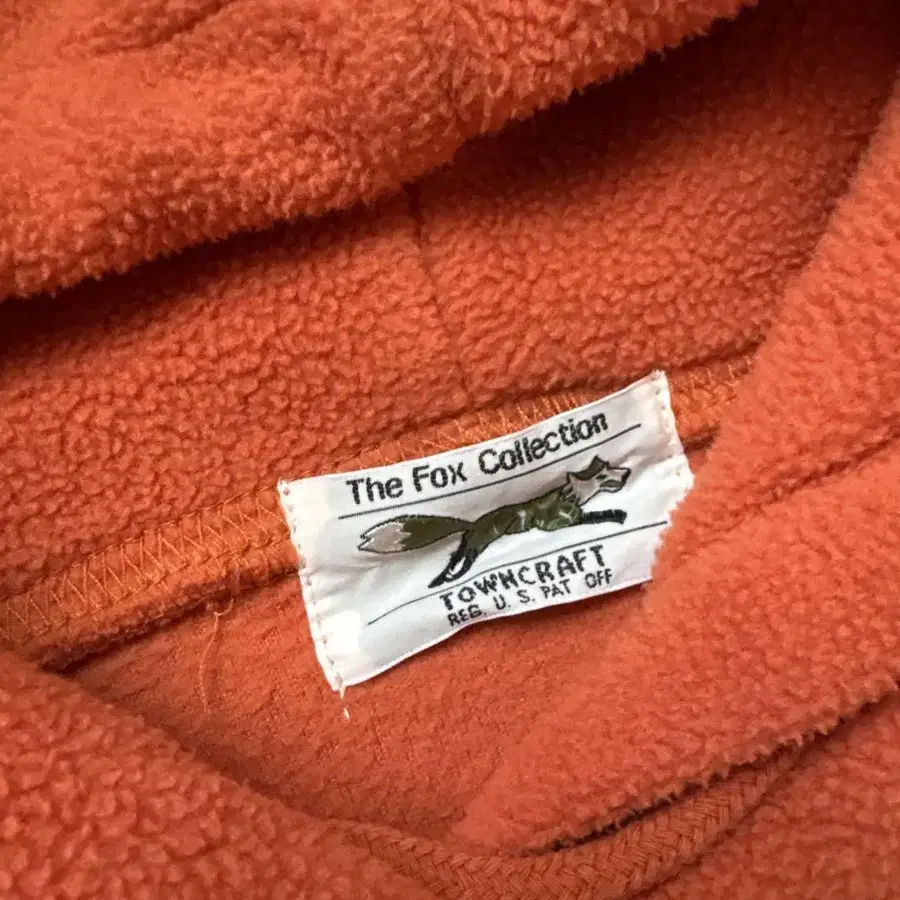 The Fox Collection
TOWNCRAFT
REG. U. S. PAT OFF